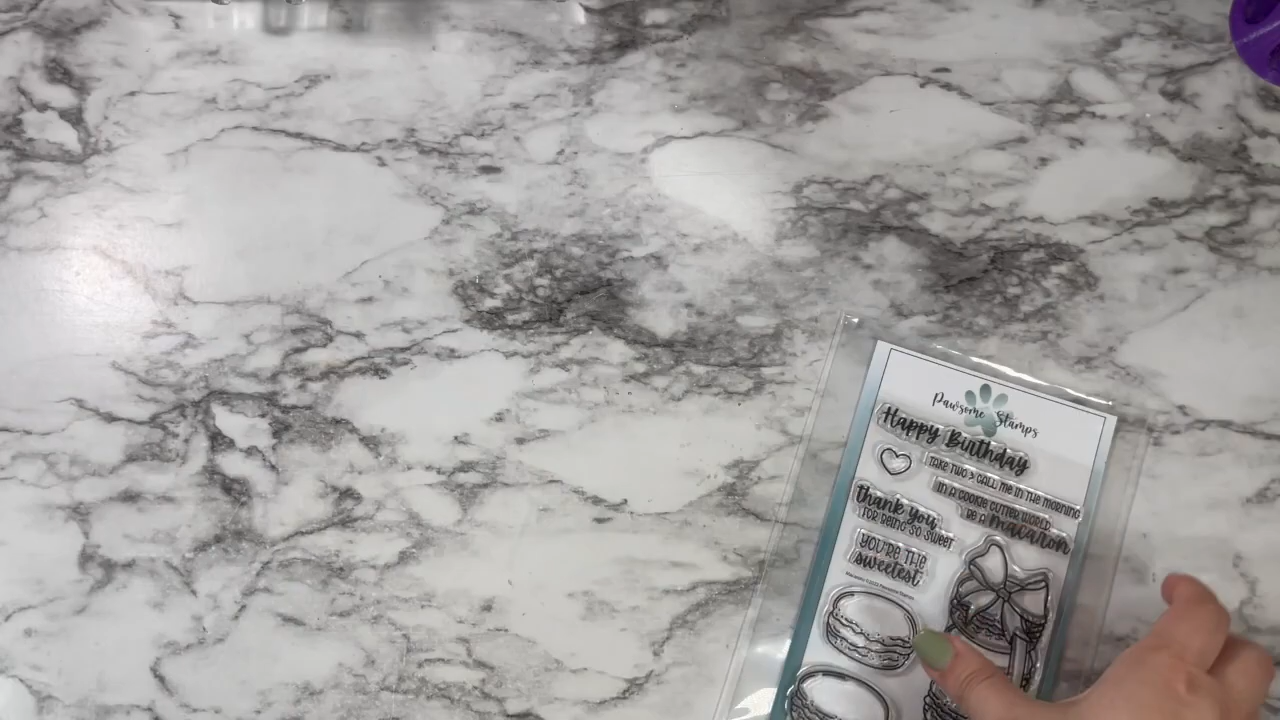 Pawsome Stamps
Happy Birthday
TAKE TWO & CALL ME IN THE MORNING
IN A COOKIE CUTTER WORLD
BE A macaron
thank you
FOR BEING SO SWEET
YOU'RE THE
sweetest